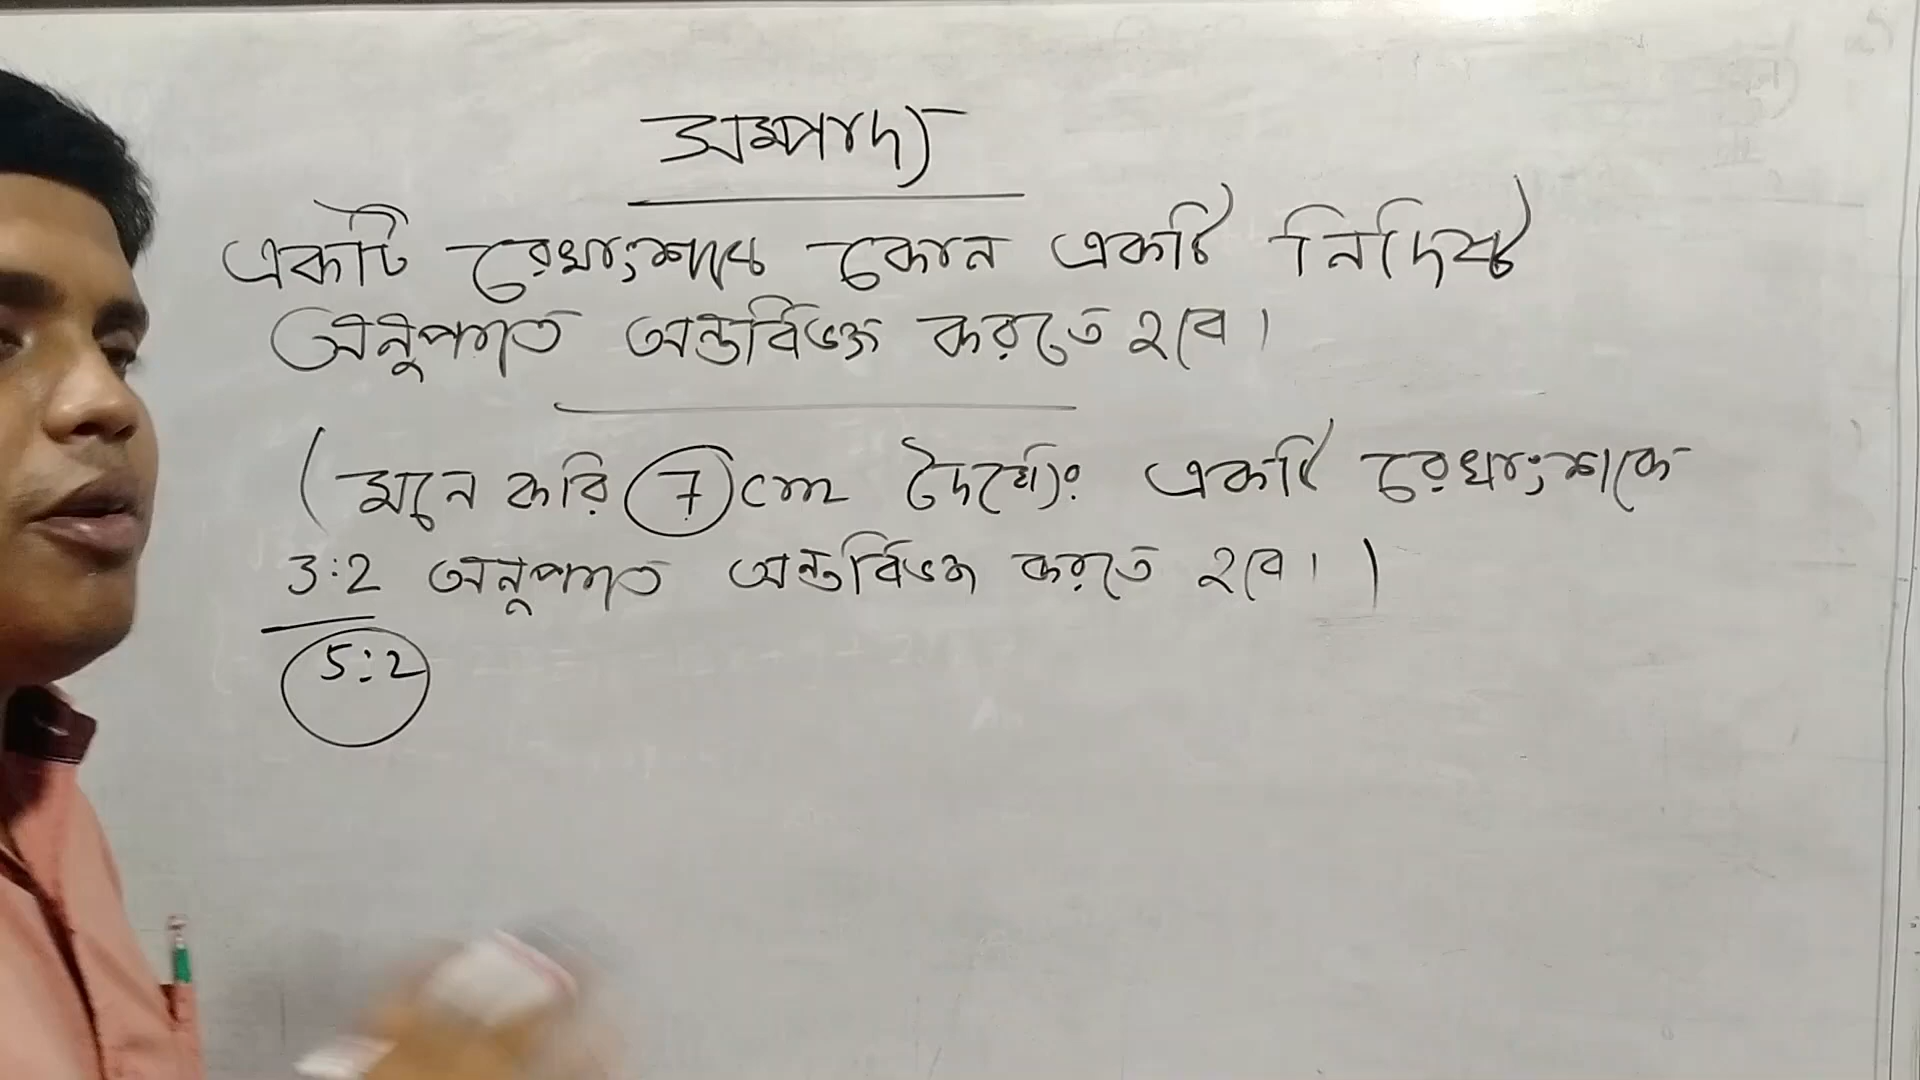 সম্পাদ্য
একটি রেখাংশকে কোন একটি নির্দিষ্ট
অনুপাতে অন্তর্বিভক্ত করতে হবে।
(মনে করি 7 cm দৈর্ঘ্যের একটি রেখাংশকে
3:2 অনুপাতে অন্তর্বিভক্ত করতে হবে।)
5:2